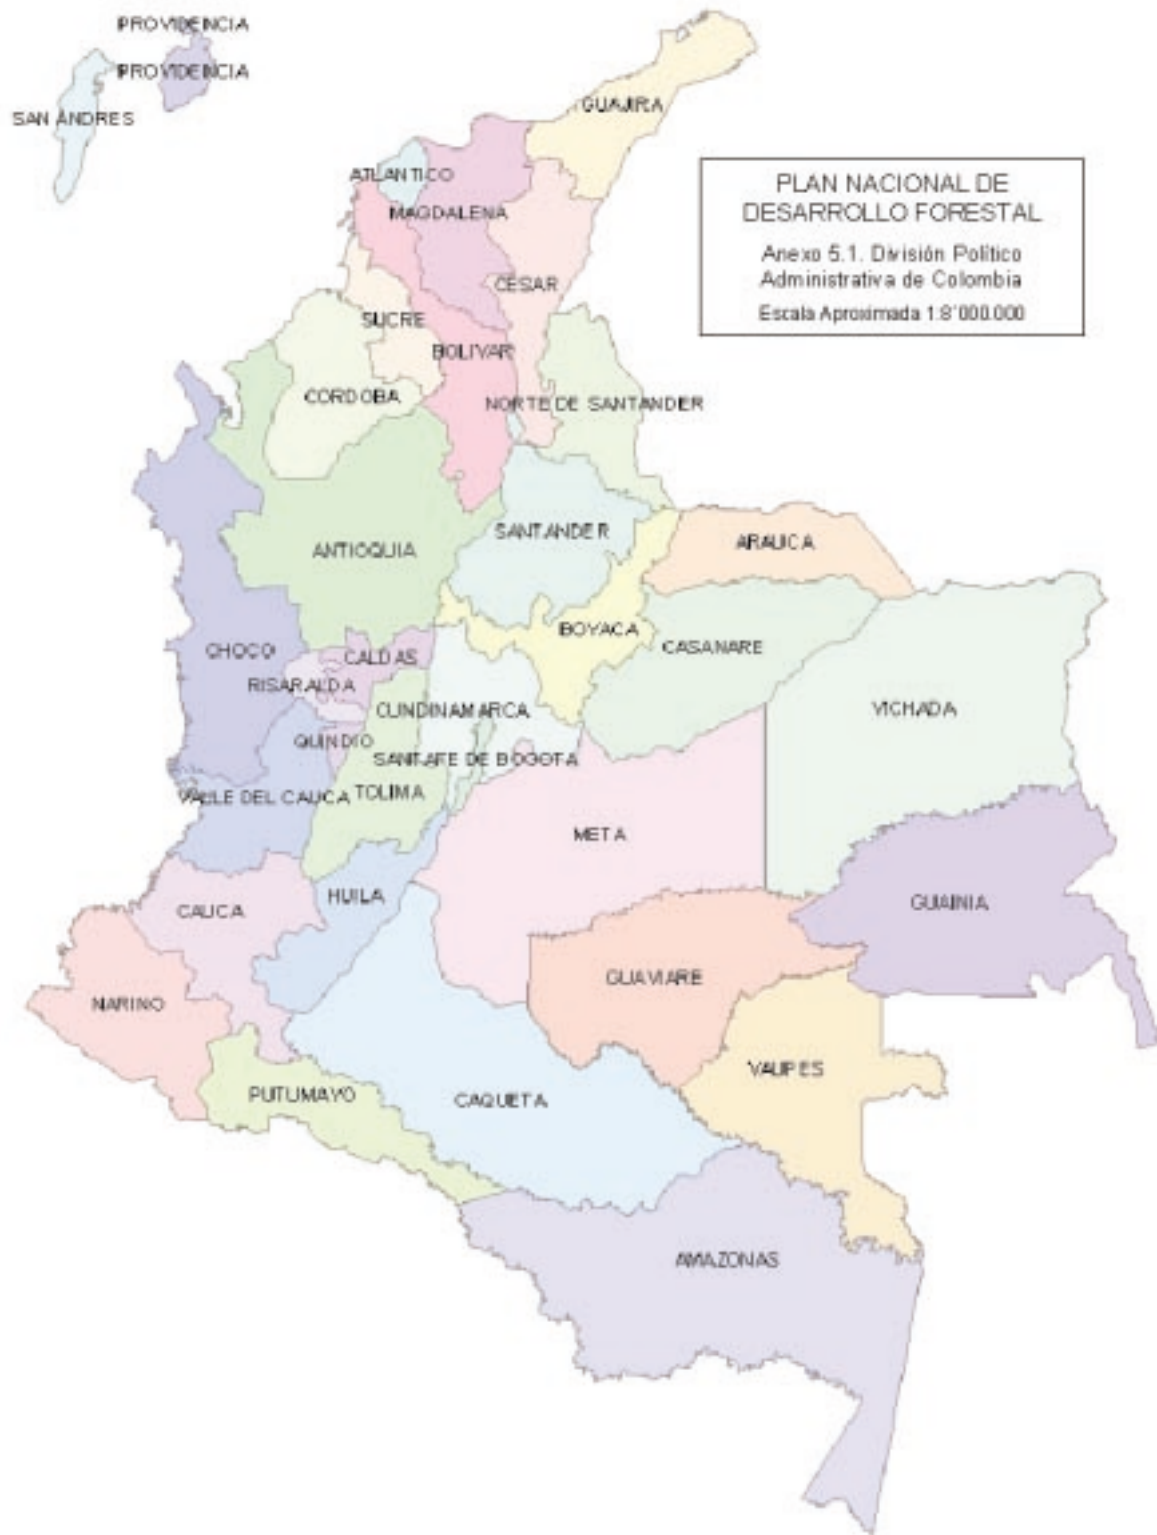 PROVIDENCIA
PROVIDENCIA
SAN ANDRES
GUAJIRA
ATLANTICO
MAGDALENA
PLAN NACIONAL DE
DESARROLLO FORESTAL
Anexo 5.1. División Político
Administrativa de Colombia
Escala Aproximada 1:8'000.000
CESAR
SUCRE
BOLIVAR
CORDOBA
NORTE DE SANTANDER
SANTANDER
ARAUCA
ANTIOQUIA
BOYACA
CHOCO
CALDAS
CASANARE
RISARALDA
CUNDINAMARCA
VICHADA
QUINDIO
SANTAFE DE BOGOTA
VALLE DEL CAUCA
TOLIMA
META
HUILA
CAUCA
GUAINIA
GUAVIARE
NARINO
VAUPES
PUTUMAYO
CAQUETA
AMAZONAS